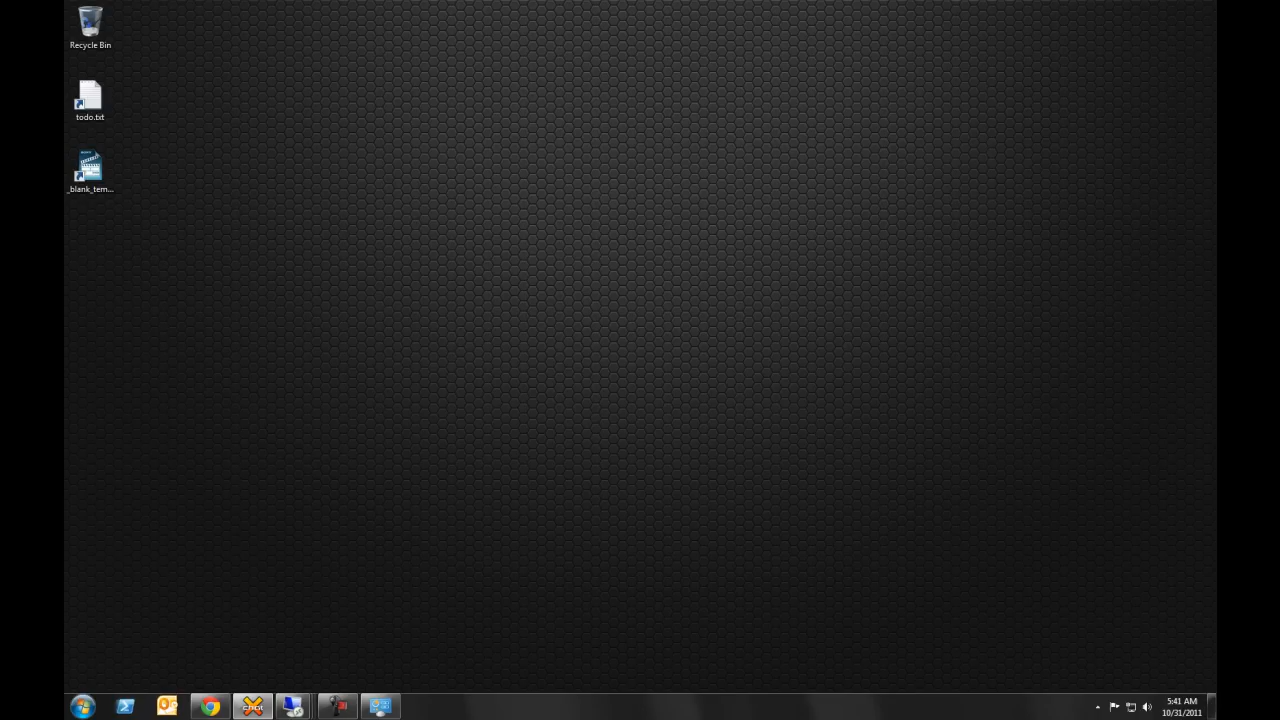 Recycle Bin
todo.txt
_blank_tem...
5:41 AM
10/31/2011